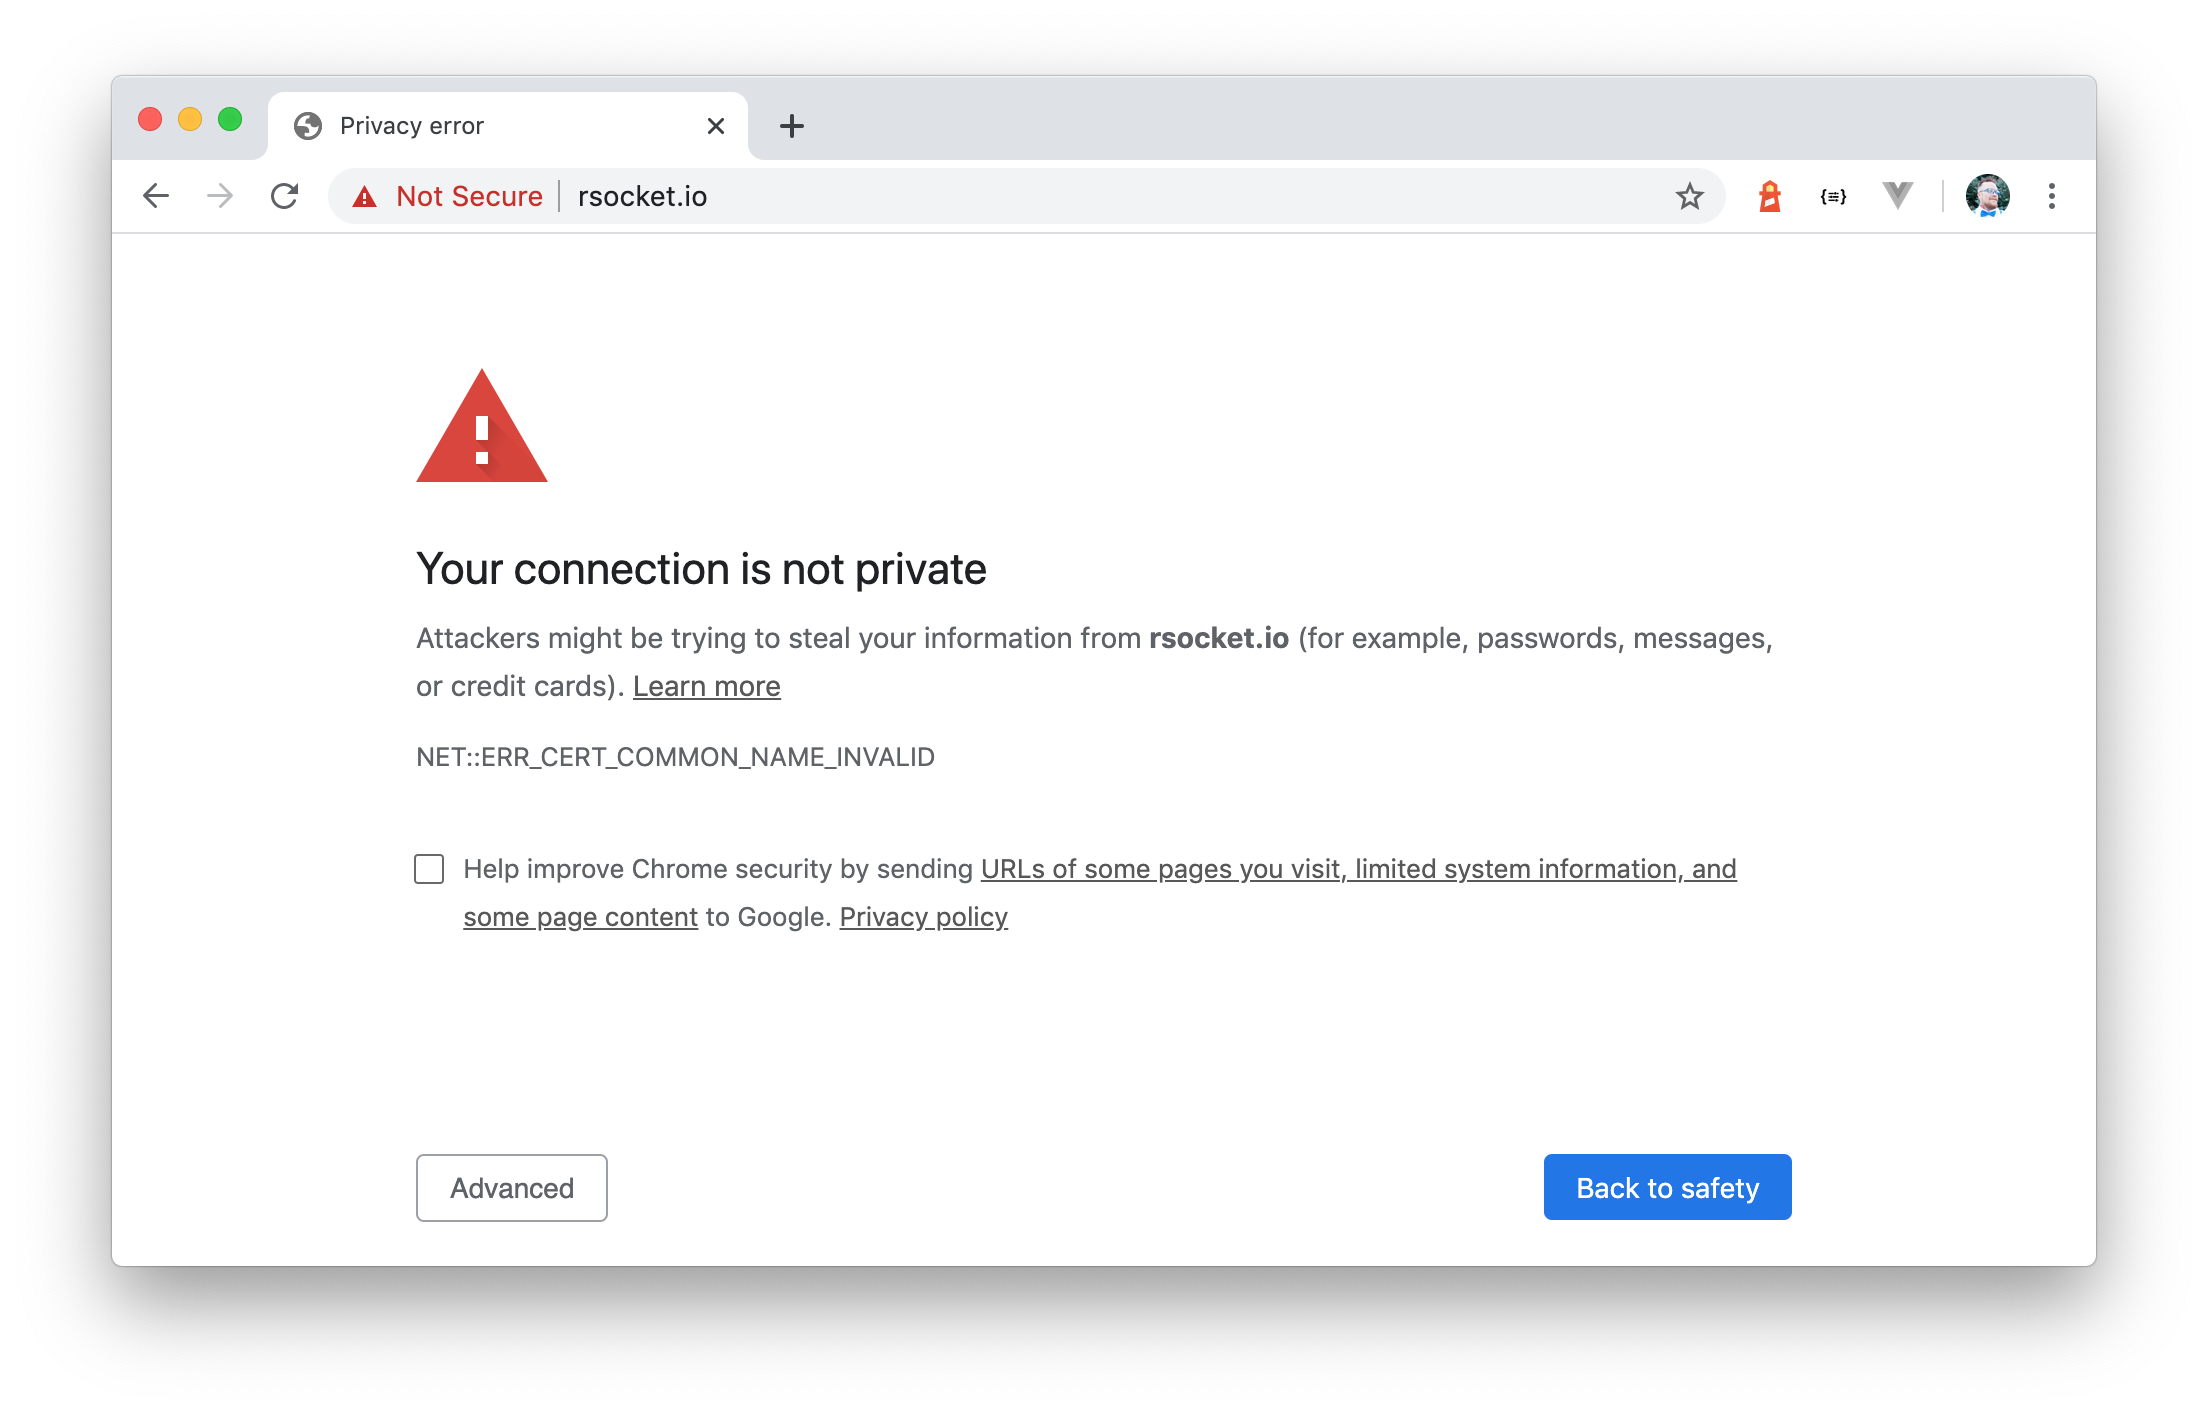 Privacy error
Not Secure rsocket.io
{≡}
Your connection is not private
Attackers might be trying to steal your information from rsocket.io (for example, passwords, messages,
or credit cards). Learn more
NET::ERR_CERT_COMMON_NAME_INVALID
Help improve Chrome security by sending URLs of some pages you visit, limited system information, and
some page content to Google. Privacy policy
Advanced
Back to safety